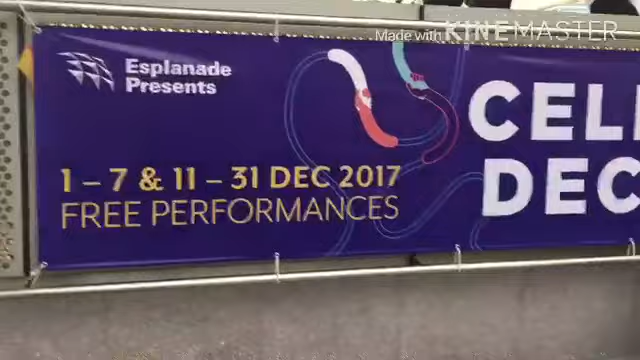 Made with KINEMASTER
Esplanade
Presents
1 – 7 & 11 – 31 DEC 2017
FREE PERFORMANCES
CEL
DEC